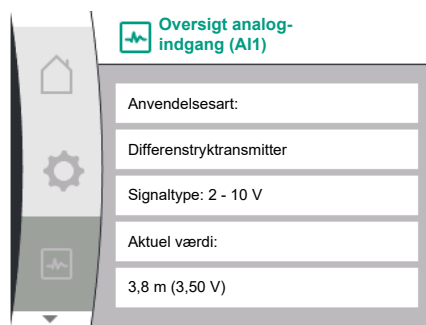 Oversigt analog-
indgang (AI1)
Anvendelsesart:
Differenstryktransmitter
Signaltype: 2 - 10 V
Aktuel værdi:
3,8 m (3,50 V)